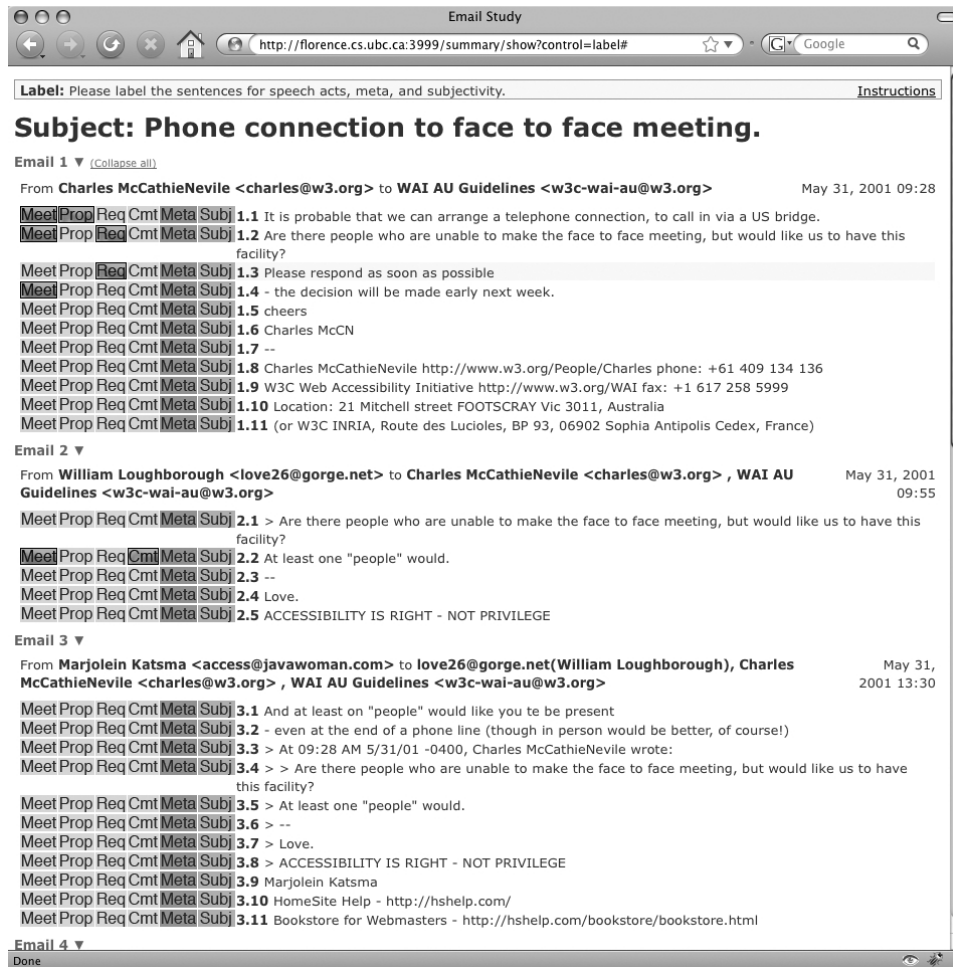 Email Study
http://florence.cs.ubc.ca:3999/summary/show?control=label#
Google
Label: Please label the sentences for speech acts, meta, and subjectivity. Instructions
Subject: Phone connection to face to face meeting.
Email 1 ▼ (Collapse all)
From Charles McCathieNevile <charles@w3.org> to WAI AU Guidelines <w3c-wai-au@w3.org> May 31, 2001 09:28
Meet Prop Req Cmt Meta Subj 1.1 It is probable that we can arrange a telephone connection, to call in via a US bridge.
Meet Prop Req Cmt Meta Subj 1.2 Are there people who are unable to make the face to face meeting, but would like us to have this
facility?
Meet Prop Req Cmt Meta Subj 1.3 Please respond as soon as possible
Meet Prop Req Cmt Meta Subj 1.4 - the decision will be made early next week.
Meet Prop Req Cmt Meta Subj 1.5 cheers
Meet Prop Req Cmt Meta Subj 1.6 Charles McCN
Meet Prop Req Cmt Meta Subj 1.7 --
Meet Prop Req Cmt Meta Subj 1.8 Charles McCathieNevile http://www.w3.org/People/Charles phone: +61 409 134 136
Meet Prop Req Cmt Meta Subj 1.9 W3C Web Accessibility Initiative http://www.w3.org/WAI fax: +1 617 258 5999
Meet Prop Req Cmt Meta Subj 1.10 Location: 21 Mitchell street FOOTSCRAY Vic 3011, Australia
Meet Prop Req Cmt Meta Subj 1.11 (or W3C INRIA, Route des Lucioles, BP 93, 06902 Sophia Antipolis Cedex, France)
Email 2 ▼
From William Loughborough <love26@gorge.net> to Charles McCathieNevile <charles@w3.org> , WAI AU May 31, 2001
Guidelines <w3c-wai-au@w3.org> 09:55
Meet Prop Req Cmt Meta Subj 2.1 > Are there people who are unable to make the face to face meeting, but would like us to have this
facility?
Meet Prop Req Cmt Meta Subj 2.2 At least one "people" would.
Meet Prop Req Cmt Meta Subj 2.3 --
Meet Prop Req Cmt Meta Subj 2.4 Love.
Meet Prop Req Cmt Meta Subj 2.5 ACCESSIBILITY IS RIGHT - NOT PRIVILEGE
Email 3 ▼
From Marjolein Katsma <access@javawoman.com> to love26@gorge.net(William Loughborough), Charles May 31,
McCathieNevile <charles@w3.org> , WAI AU Guidelines <w3c-wai-au@w3.org> 2001 13:30
Meet Prop Req Cmt Meta Subj 3.1 And at least on "people" would like you te be present
Meet Prop Req Cmt Meta Subj 3.2 - even at the end of a phone line (though in person would be better, of course!)
Meet Prop Req Cmt Meta Subj 3.3 > At 09:28 AM 5/31/01 -0400, Charles McCathieNevile wrote:
Meet Prop Req Cmt Meta Subj 3.4 > > Are there people who are unable to make the face to face meeting, but would like us to have
this facility?
Meet Prop Req Cmt Meta Subj 3.5 > At least one "people" would.
Meet Prop Req Cmt Meta Subj 3.6 > --
Meet Prop Req Cmt Meta Subj 3.7 > Love.
Meet Prop Req Cmt Meta Subj 3.8 > ACCESSIBILITY IS RIGHT - NOT PRIVILEGE
Meet Prop Req Cmt Meta Subj 3.9 Marjolein Katsma
Meet Prop Req Cmt Meta Subj 3.10 HomeSite Help - http://hshelp.com/
Meet Prop Req Cmt Meta Subj 3.11 Bookstore for Webmasters - http://hshelp.com/bookstore/bookstore.html
Email 4 ▼
Done